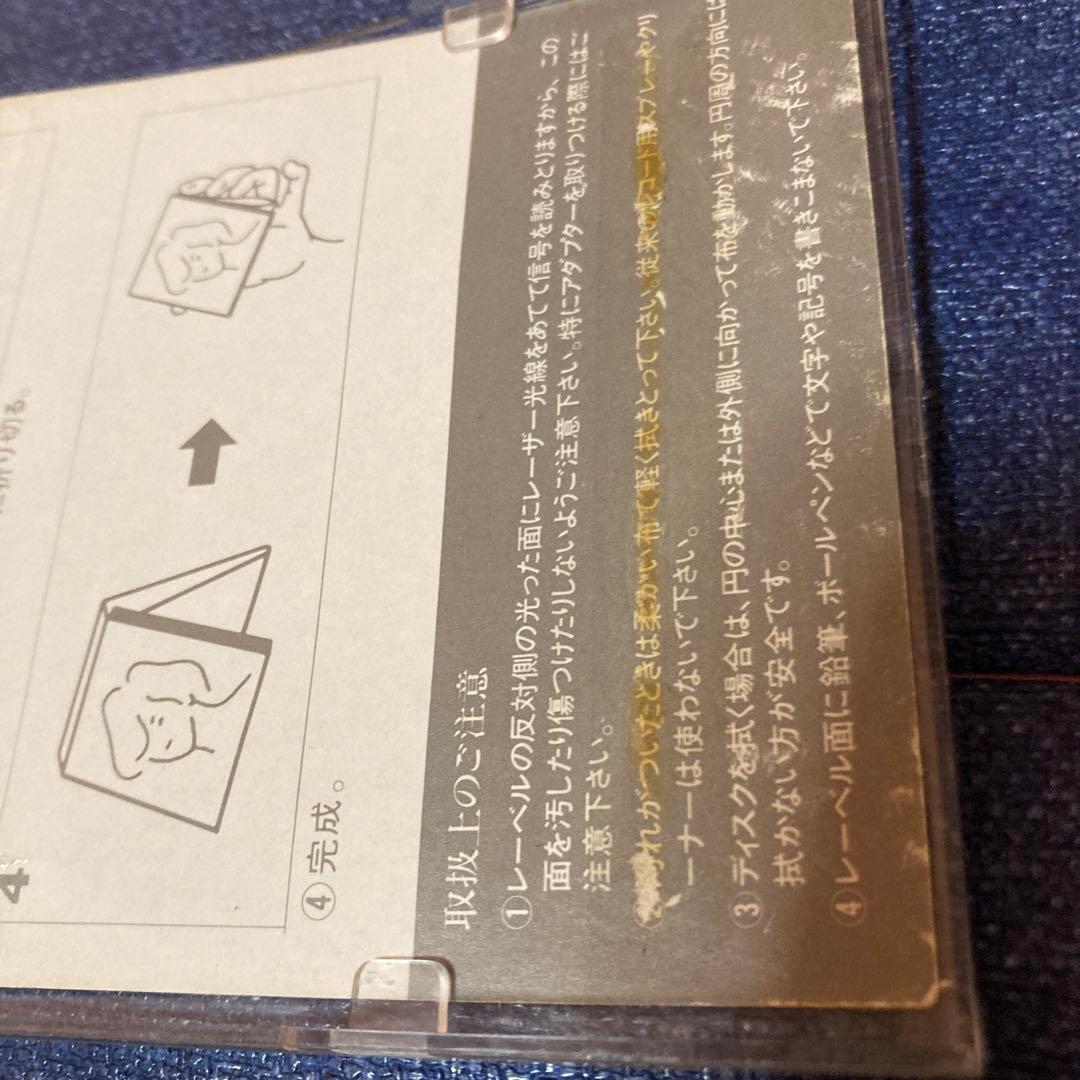 折り切る。
4
④完成。
取扱上のご注意
①レーベルの反対側の光った面にレーザー光線をあてて信号を読みとりますから、この
面を汚したり傷つけたりしないようご注意下さい。特にアダプターを取りつける際にはご
注意下さい。
れがついたときは柔かい布で軽く拭きとって下さい。従来のレコード用スプレーやクリ
ーナーは使わないで下さい。
③ディスクを拭く場合は、円の中心または外側に向かって布を動かします。円周の方向には
拭かない方が安全です。
④レーベル面に鉛筆、ボールペンなどで文字や記号を書きこまないで下さい。